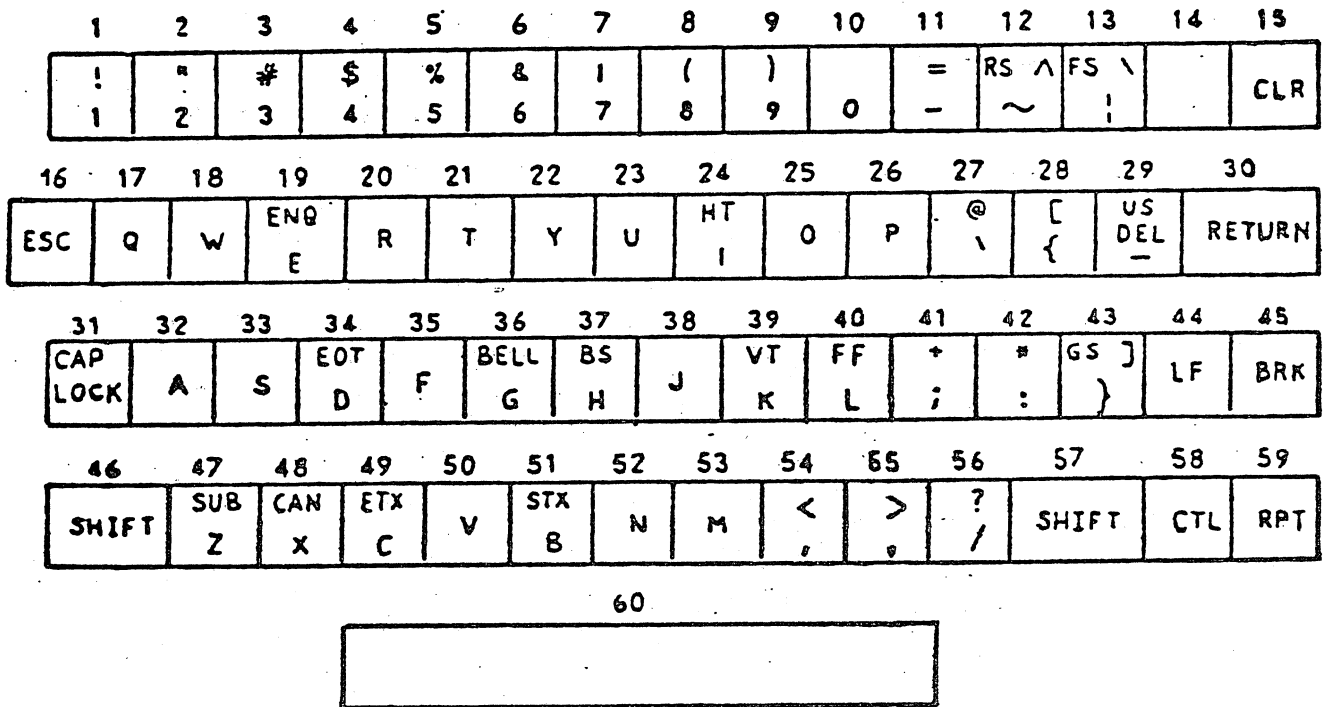 1 2 3 4 5 6 7 8 9 10 11 12 13 14 15
! " # $ % & ' ( ) = RS ∧ FS \
1 2 3 4 5 6 7 8 9 0 - ~ ¦ CLR
16 17 18 19 20 21 22 23 24 25 26 27 28 29 30
ENQ HT @ [ US
ESC Q W E R T Y U I O P \ { DEL _ RETURN
31 32 33 34 35 36 37 38 39 40 41 42 43 44 45
CAP EOT BELL BS VT FF + * GS ]
LOCK A S D F G H J K L ; : } LF BRK
46 47 48 49 50 51 52 53 54 55 56 57 58 59
SUB CAN ETX STX < > ?
SHIFT Z X C V B N M , . / SHIFT CTL RPT
60